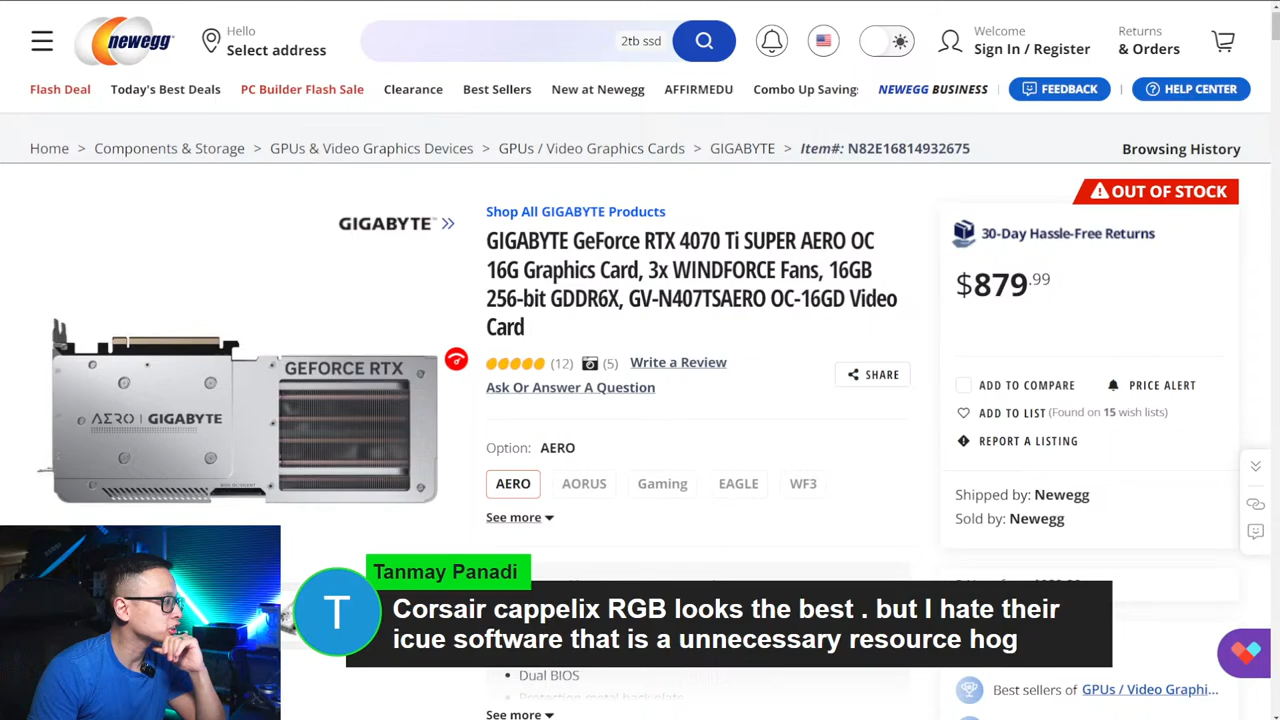 newegg
Hello
Select address
2tb ssd
Welcome
Sign In / Register
Returns
& Orders
Flash Deal
Today's Best Deals
PC Builder Flash Sale
Clearance
Best Sellers
New at Newegg
AFFIRMEDU
Combo Up Saving
NEWEGG BUSINESS
FEEDBACK
HELP CENTER
Home > Components & Storage > GPUs & Video Graphics Devices > GPUs / Video Graphics Cards > GIGABYTE > Item#: N82E16814932675
Browsing History
OUT OF STOCK
GIGABYTE
Shop All GIGABYTE Products
GIGABYTE GeForce RTX 4070 Ti SUPER AERO OC
16G Graphics Card, 3x WINDFORCE Fans, 16GB
256-bit GDDR6X, GV-N407TSAERO OC-16GD Video
Card
(12) (5) Write a Review
Ask Or Answer A Question
SHARE
Option: AERO
AERO
AORUS
Gaming
EAGLE
WF3
See more
GEFORCE RTX
AERO | GIGABYTE
30-Day Hassle-Free Returns
$879.99
ADD TO COMPARE
PRICE ALERT
ADD TO LIST (Found on 15 wish lists)
REPORT A LISTING
Shipped by: Newegg
Sold by: Newegg
Tanmay Panadi
T
Corsair cappelix RGB looks the best . but I hate their
icue software that is a unnecessary resource hog
• Dual BIOS
• Protection metal back plate
See more
Best sellers of GPUs / Video Graphi...